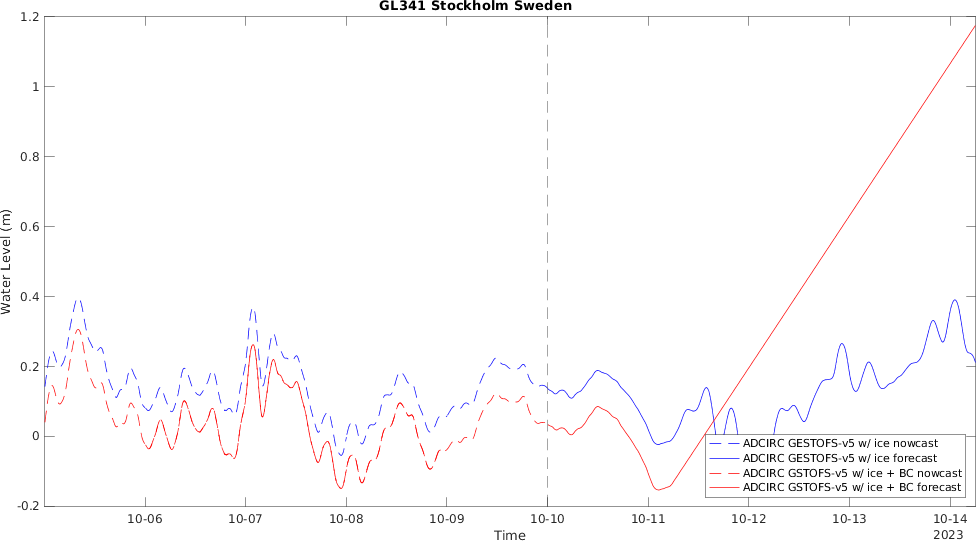 GL341 Stockholm Sweden
1.2
1
0.8
0.6
0.4
0.2
0
-0.2
Water Level (m)
ADCIRC GESTOFS-v5 w/ ice nowcast
ADCIRC GESTOFS-v5 w/ ice forecast
ADCIRC GSTOFS-v5 w/ ice + BC nowcast
ADCIRC GSTOFS-v5 w/ ice + BC forecast
10-06 10-07 10-08 10-09 10-10 10-11 10-12 10-13 10-14
Time 2023